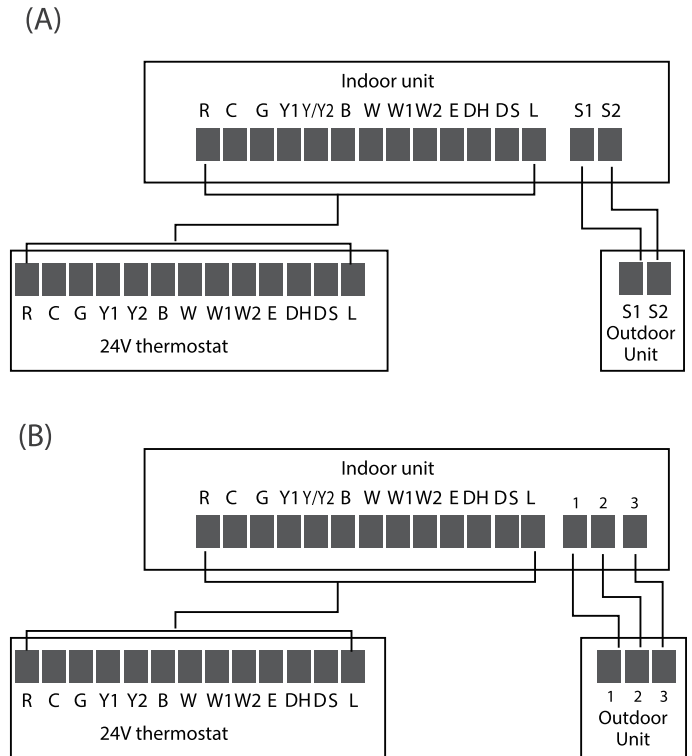 (A)
Indoor unit
R C G Y1 Y/Y2 B W W1 W2 E DH DS L S1 S2
R C G Y1 Y2 B W W1 W2 E DH DS L
24V thermostat
S1 S2
Outdoor
Unit
(B)
Indoor unit
R C G Y1 Y/Y2 B W W1 W2 E DH DS L 1 2 3
R C G Y1 Y2 B W W1 W2 E DH DS L
24V thermostat
1 2 3
Outdoor
Unit